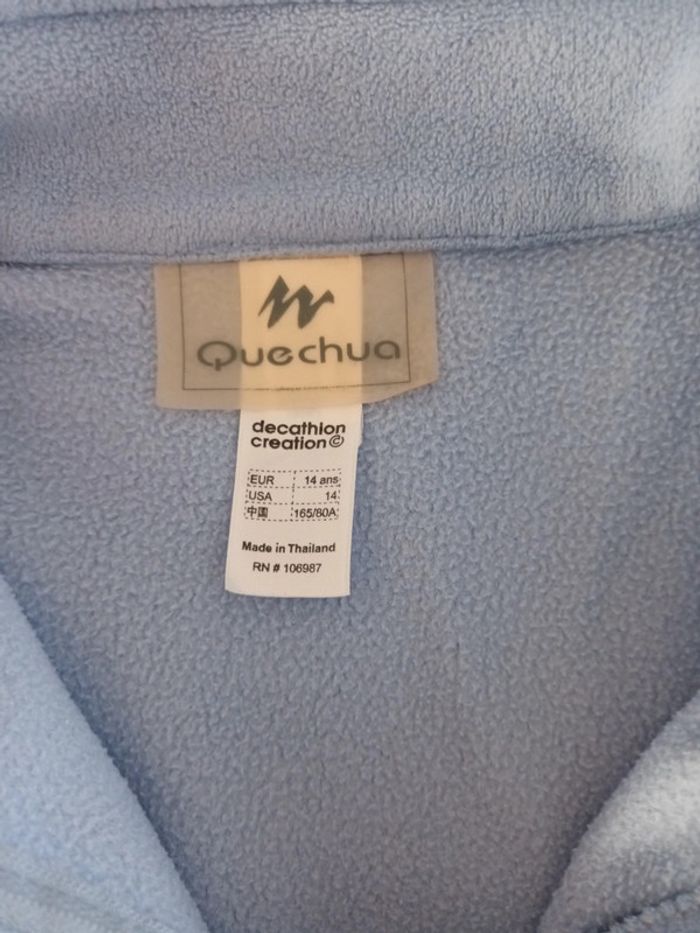 Quechua
decathlon
creation©
EUR 14 ans
USA 14
中国 165/80A
Made in Thailand
RN # 106987